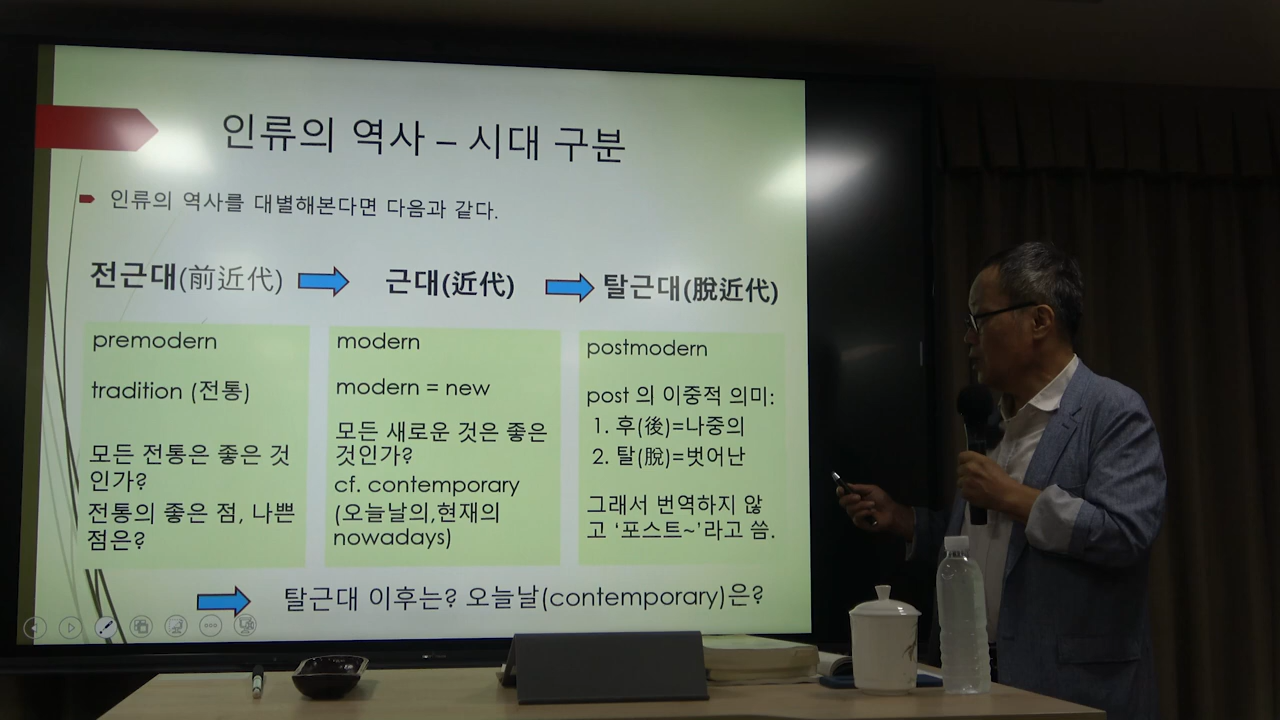 인류의 역사 – 시대 구분
인류의 역사를 대별해본다면 다음과 같다.
전근대(前近代)
근대(近代)
탈근대(脫近代)
premodern
tradition (전통)
모든 전통은 좋은 것
인가?
전통의 좋은 점, 나쁜
점은?
modern
modern = new
모든 새로운 것은 좋은
것인가?
cf. contemporary
(오늘날의,현재의
nowadays)
postmodern
post 의 이중적 의미:
1. 후(後)=나중의
2. 탈(脫)=벗어난
그래서 번역하지 않
고 ‘포스트~’라고 씀.
탈근대 이후는? 오늘날(contemporary)은?